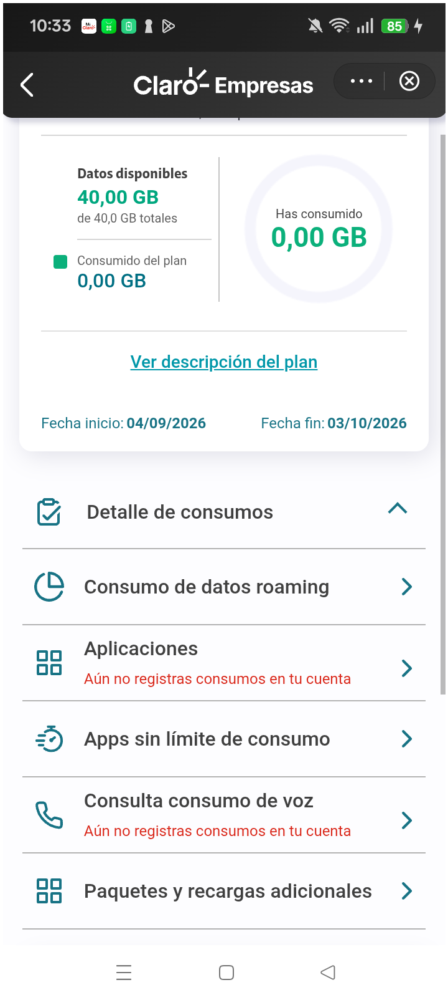 10:33
Mi Claro
85
Claro Empresas
Datos disponibles
40,00 GB
de 40,0 GB totales
Consumido del plan
0,00 GB
Has consumido
0,00 GB
Ver descripción del plan
Fecha inicio: 04/09/2026
Fecha fin: 03/10/2026
Detalle de consumos
Consumo de datos roaming
Aplicaciones
Aún no registras consumos en tu cuenta
Apps sin límite de consumo
Consulta consumo de voz
Aún no registras consumos en tu cuenta
Paquetes y recargas adicionales